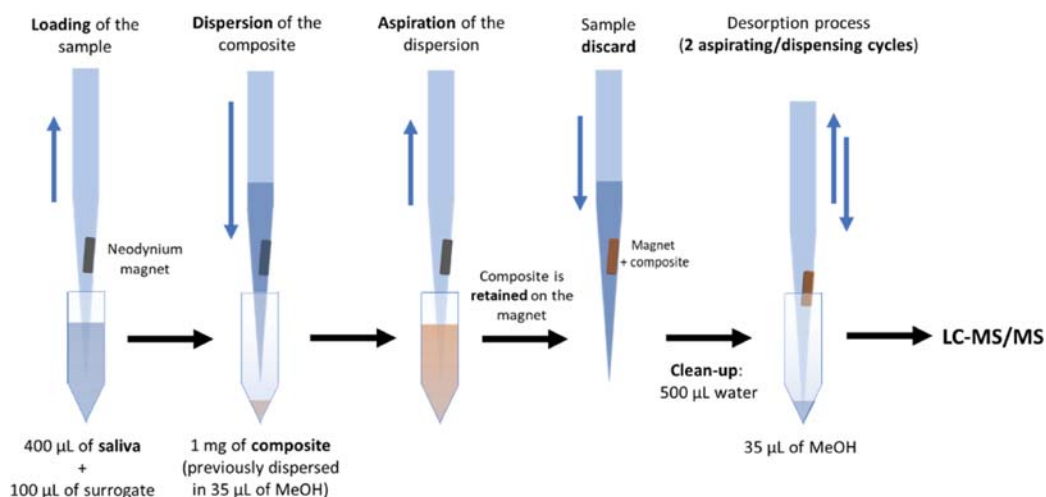 Loading of the
sample
Dispersion of the
composite
Aspiration of the
dispersion
Sample
discard
Desorption process
(2 aspirating/dispensing cycles)
Neodynium
magnet
Composite is
retained on the
magnet
Magnet
+ composite
Clean-up:
500 µL water
LC-MS/MS
400 µL of saliva
+
100 µL of surrogate
1 mg of composite
(previously dispersed
in 35 µL of MeOH)
35 µL of MeOH